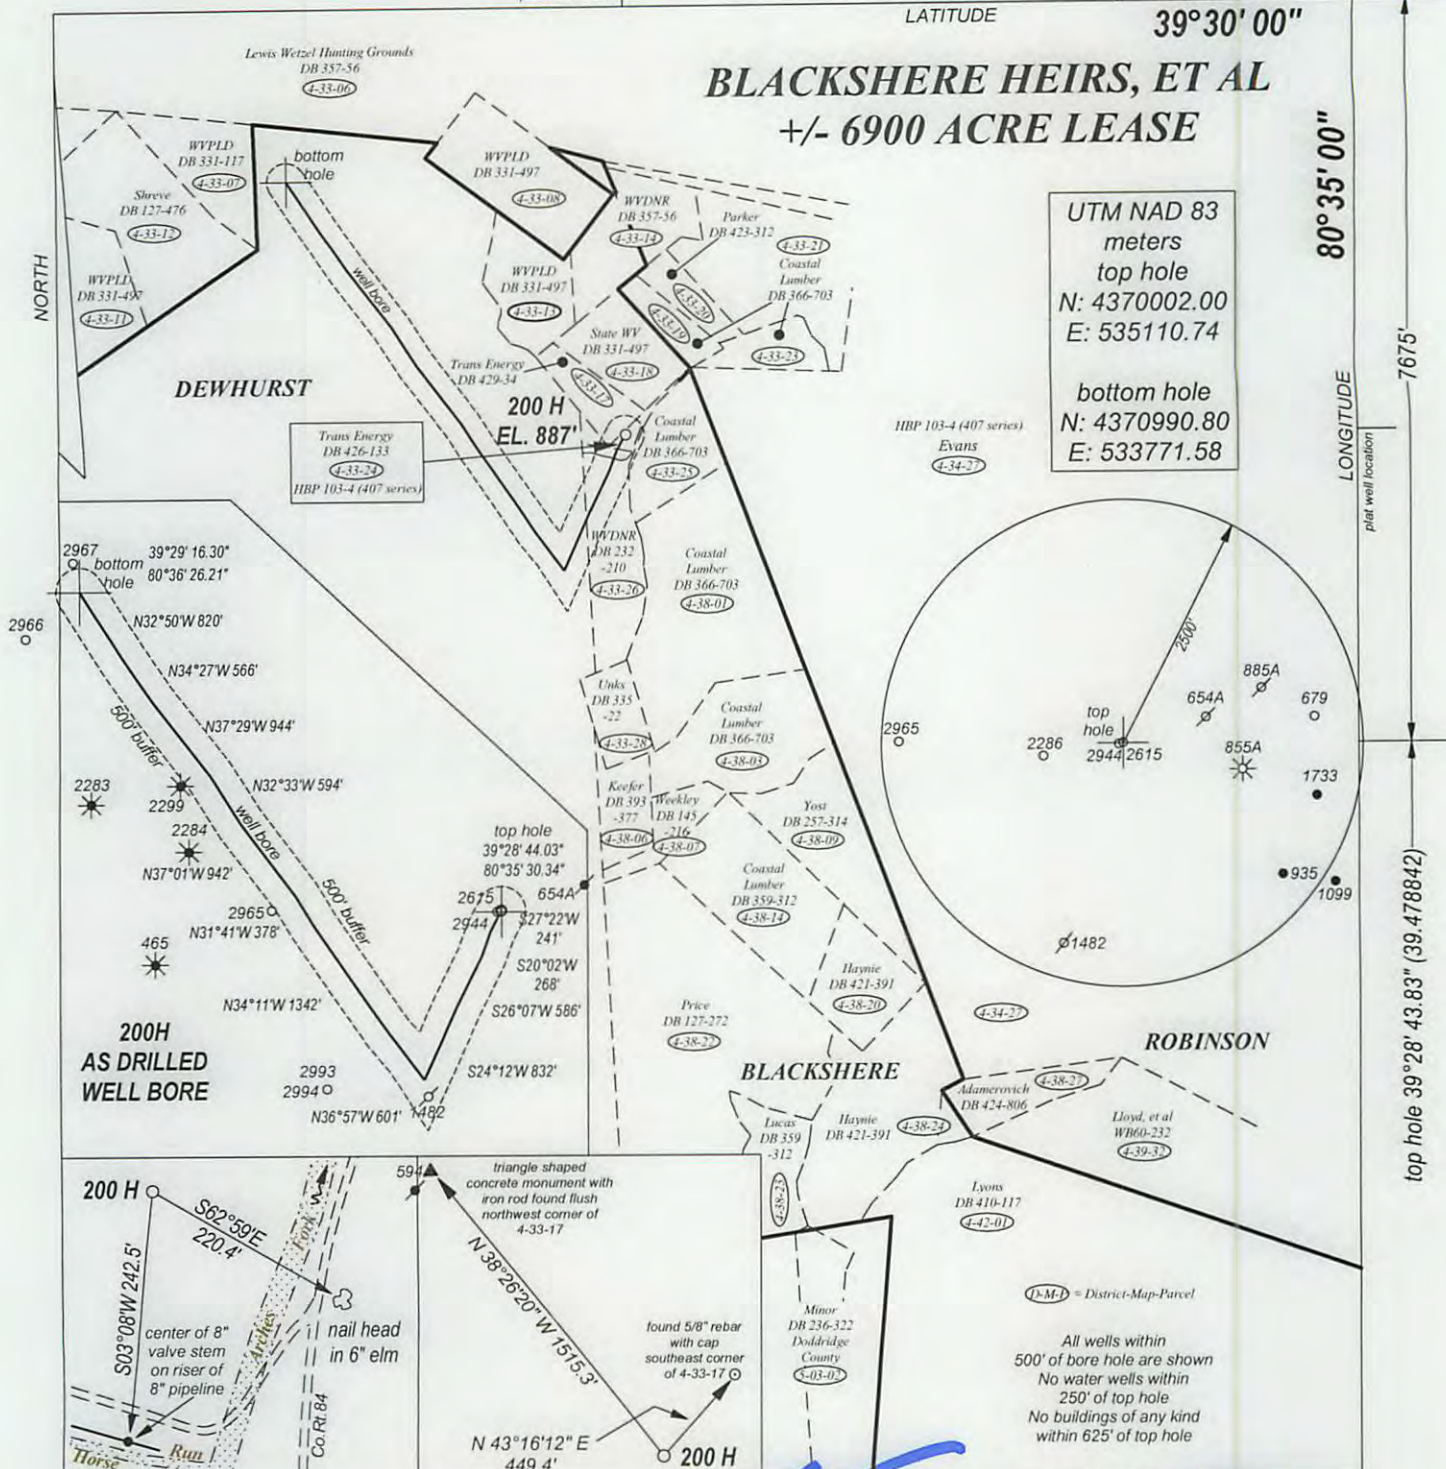 LATITUDE
39°30' 00"
BLACKSHERE HEIRS, ET AL
+/- 6900 ACRE LEASE
80°35' 00"
LONGITUDE
7675'
plat well location
top hole 39°28' 43.83" (39.478842)
NORTH
Lewis Wetzel Hunting Grounds
DB 357-56
4-33-06
WVPLD
DB 331-117
4-33-07
Shreve
DB 127-476
4-33-12
WVPLD
DB 331-497
4-33-11
bottom
hole
well bore
WVPLD
DB 331-497
4-33-08
WVDNR
DB 357-56
4-33-14
Parker
DB 423-312
4-33-21
Coastal
Lumber
DB 366-703
4-33-20
4-33-19
4-33-23
WVPLD
DB 331-497
4-33-15
State WV
DB 331-497
4-33-18
Trans Energy
DB 429-34
4-33-17
UTM NAD 83
meters
top hole
N: 4370002.00
E: 535110.74
bottom hole
N: 4370990.80
E: 533771.58
DEWHURST
200 H
EL. 887'
Trans Energy
DB 426-133
4-33-24
HBP 103-4 (407 series)
Coastal
Lumber
DB 366-703
4-33-25
HBP 103-4 (407 series)
Evans
4-34-27
WVDNR
DB 232
-210
4-33-26
Coastal
Lumber
DB 366-703
4-38-01
Unks
DB 335
-22
4-33-28
Coastal
Lumber
DB 366-703
4-38-03
Keefer
DB 393
-377
4-38-06
Weekley
DB 145
-216
4-38-07
Yost
DB 257-314
4-38-09
Coastal
Lumber
DB 359-312
4-38-14
Haynie
DB 421-391
4-38-20
Price
DB 127-272
4-38-22
BLACKSHERE
4-34-27
ROBINSON
Lucas
DB 359
-312
4-38-23
Haynie
DB 421-391
4-38-24
Adamerovich
DB 424-806
4-38-27
Lloyd, et al
WB60-232
4-39-32
Lyons
DB 410-117
4-42-01
Minor
DB 236-322
Doddridge
County
5-03-02
2500'
885A
654A
679
top
hole
2965
2286
2944
2615
855A
1733
935
1099
1482
2967
bottom
hole
39°29' 16.30"
80°36' 26.21"
2966
N32°50'W 820'
N34°27'W 566'
N37°29'W 944'
500' buffer
N32°33'W 594'
2283
2299
2284
well bore
N37°01'W 942'
top hole
39°28' 44.03"
80°35' 30.34"
2615
654A
2944
500' buffer
2965
N31°41'W 378'
465
S27°22'W
241'
S20°02'W
268'
S26°07'W 586'
N34°11'W 1342'
200H
AS DRILLED
WELL BORE
2993
2994
S24°12'W 832'
N36°57'W 601'
1482
200 H
S62°59'E
220.4'
S03°08'W 242.5'
center of 8"
valve stem
on riser of
8" pipeline
nail head
in 6" elm
Arches
Fork
Co.Rt.84
Horse
Run
594
triangle shaped
concrete monument with
iron rod found flush
northwest corner of
4-33-17
N 38°26'20" W 1515.3'
found 5/8" rebar
with cap
southeast corner
of 4-33-17
N 43°16'12" E
449.4'
200 H
D-M-P = District-Map-Parcel
All wells within
500' of bore hole are shown
No water wells within
250' of top hole
No buildings of any kind
within 625' of top hole